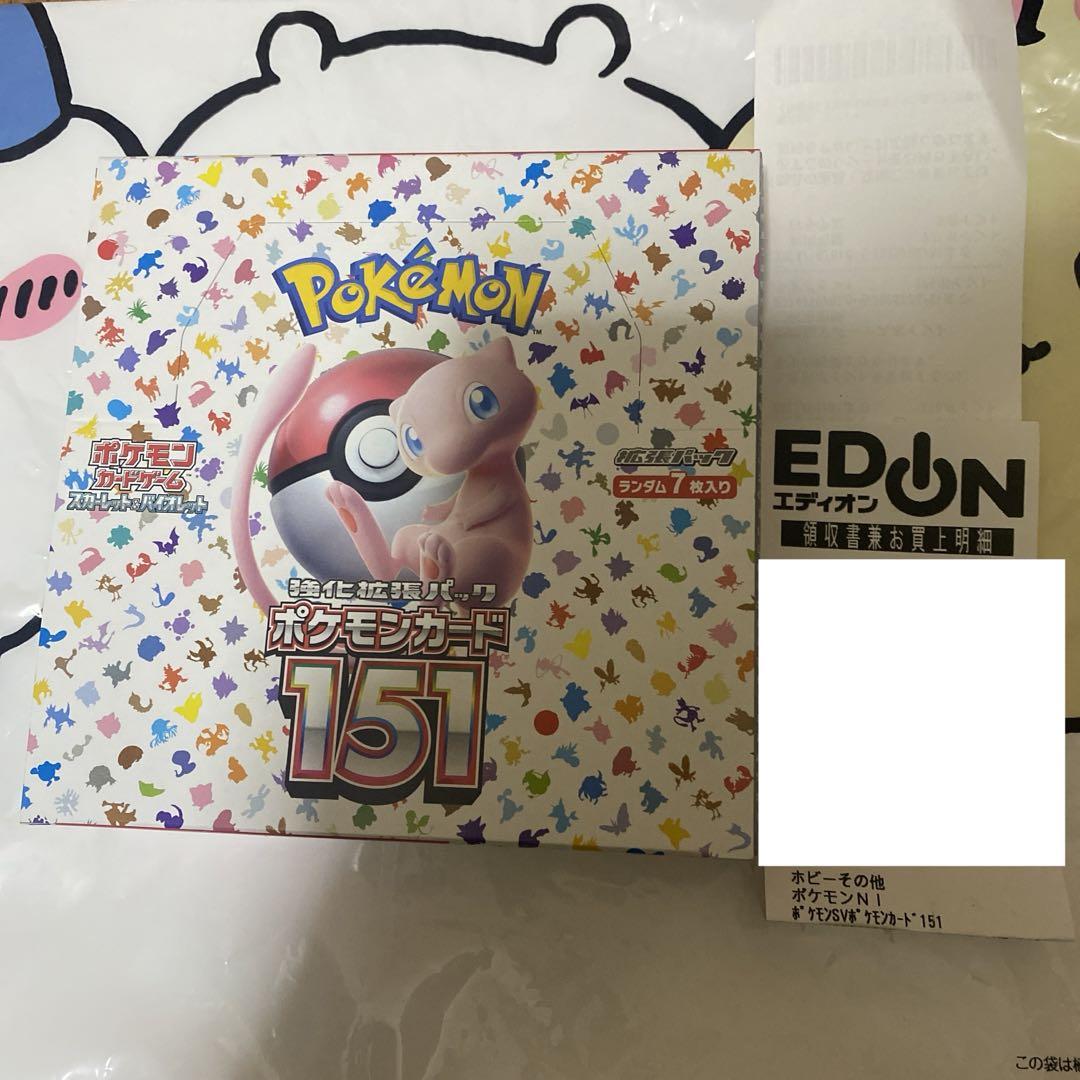 POKéMON
TM
ポケモン
カードゲーム
スカーレット&バイオレット
拡張パック
ランダム7枚入り
強化拡張パック
ポケモンカード
151
EDION
エディオン
領収書兼お買上明細
ホビーその他
ポケモンNI
ポケモンSVポケモンカード151
この袋は